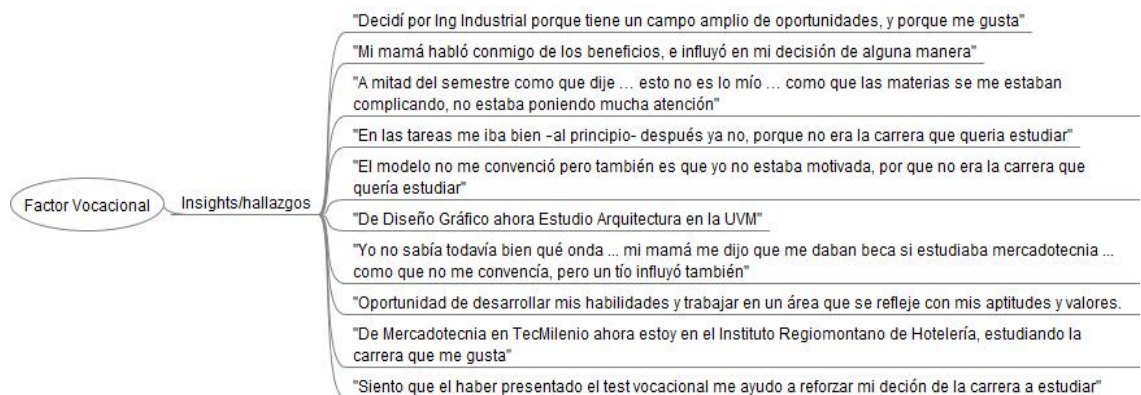 Factor Vocacional
Insights/hallazgos
"Decidí por Ing Industrial porque tiene un campo amplio de oportunidades, y porque me gusta"
"Mi mamá habló conmigo de los beneficios, e influyó en mi decisión de alguna manera"
"A mitad del semestre como que dije ... esto no es lo mío ... como que las materias se me estaban
complicando, no estaba poniendo mucha atención"
"En las tareas me iba bien -al principio- después ya no, porque no era la carrera que queria estudiar"
"El modelo no me convenció pero también es que yo no estaba motivada, por que no era la carrera que
quería estudiar"
"De Diseño Gráfico ahora Estudio Arquitectura en la UVM"
"Yo no sabía todavía bien qué onda ... mi mamá me dijo que me daban beca si estudiaba mercadotecnia ...
como que no me convencía, pero un tío influyó también"
"Oportunidad de desarrollar mis habilidades y trabajar en un área que se refleje con mis aptitudes y valores.
"De Mercadotecnia en TecMilenio ahora estoy en el Instituto Regiomontano de Hotelería, estudiando la
carrera que me gusta"
"Siento que el haber presentado el test vocacional me ayudo a reforzar mi deción de la carrera a estudiar"